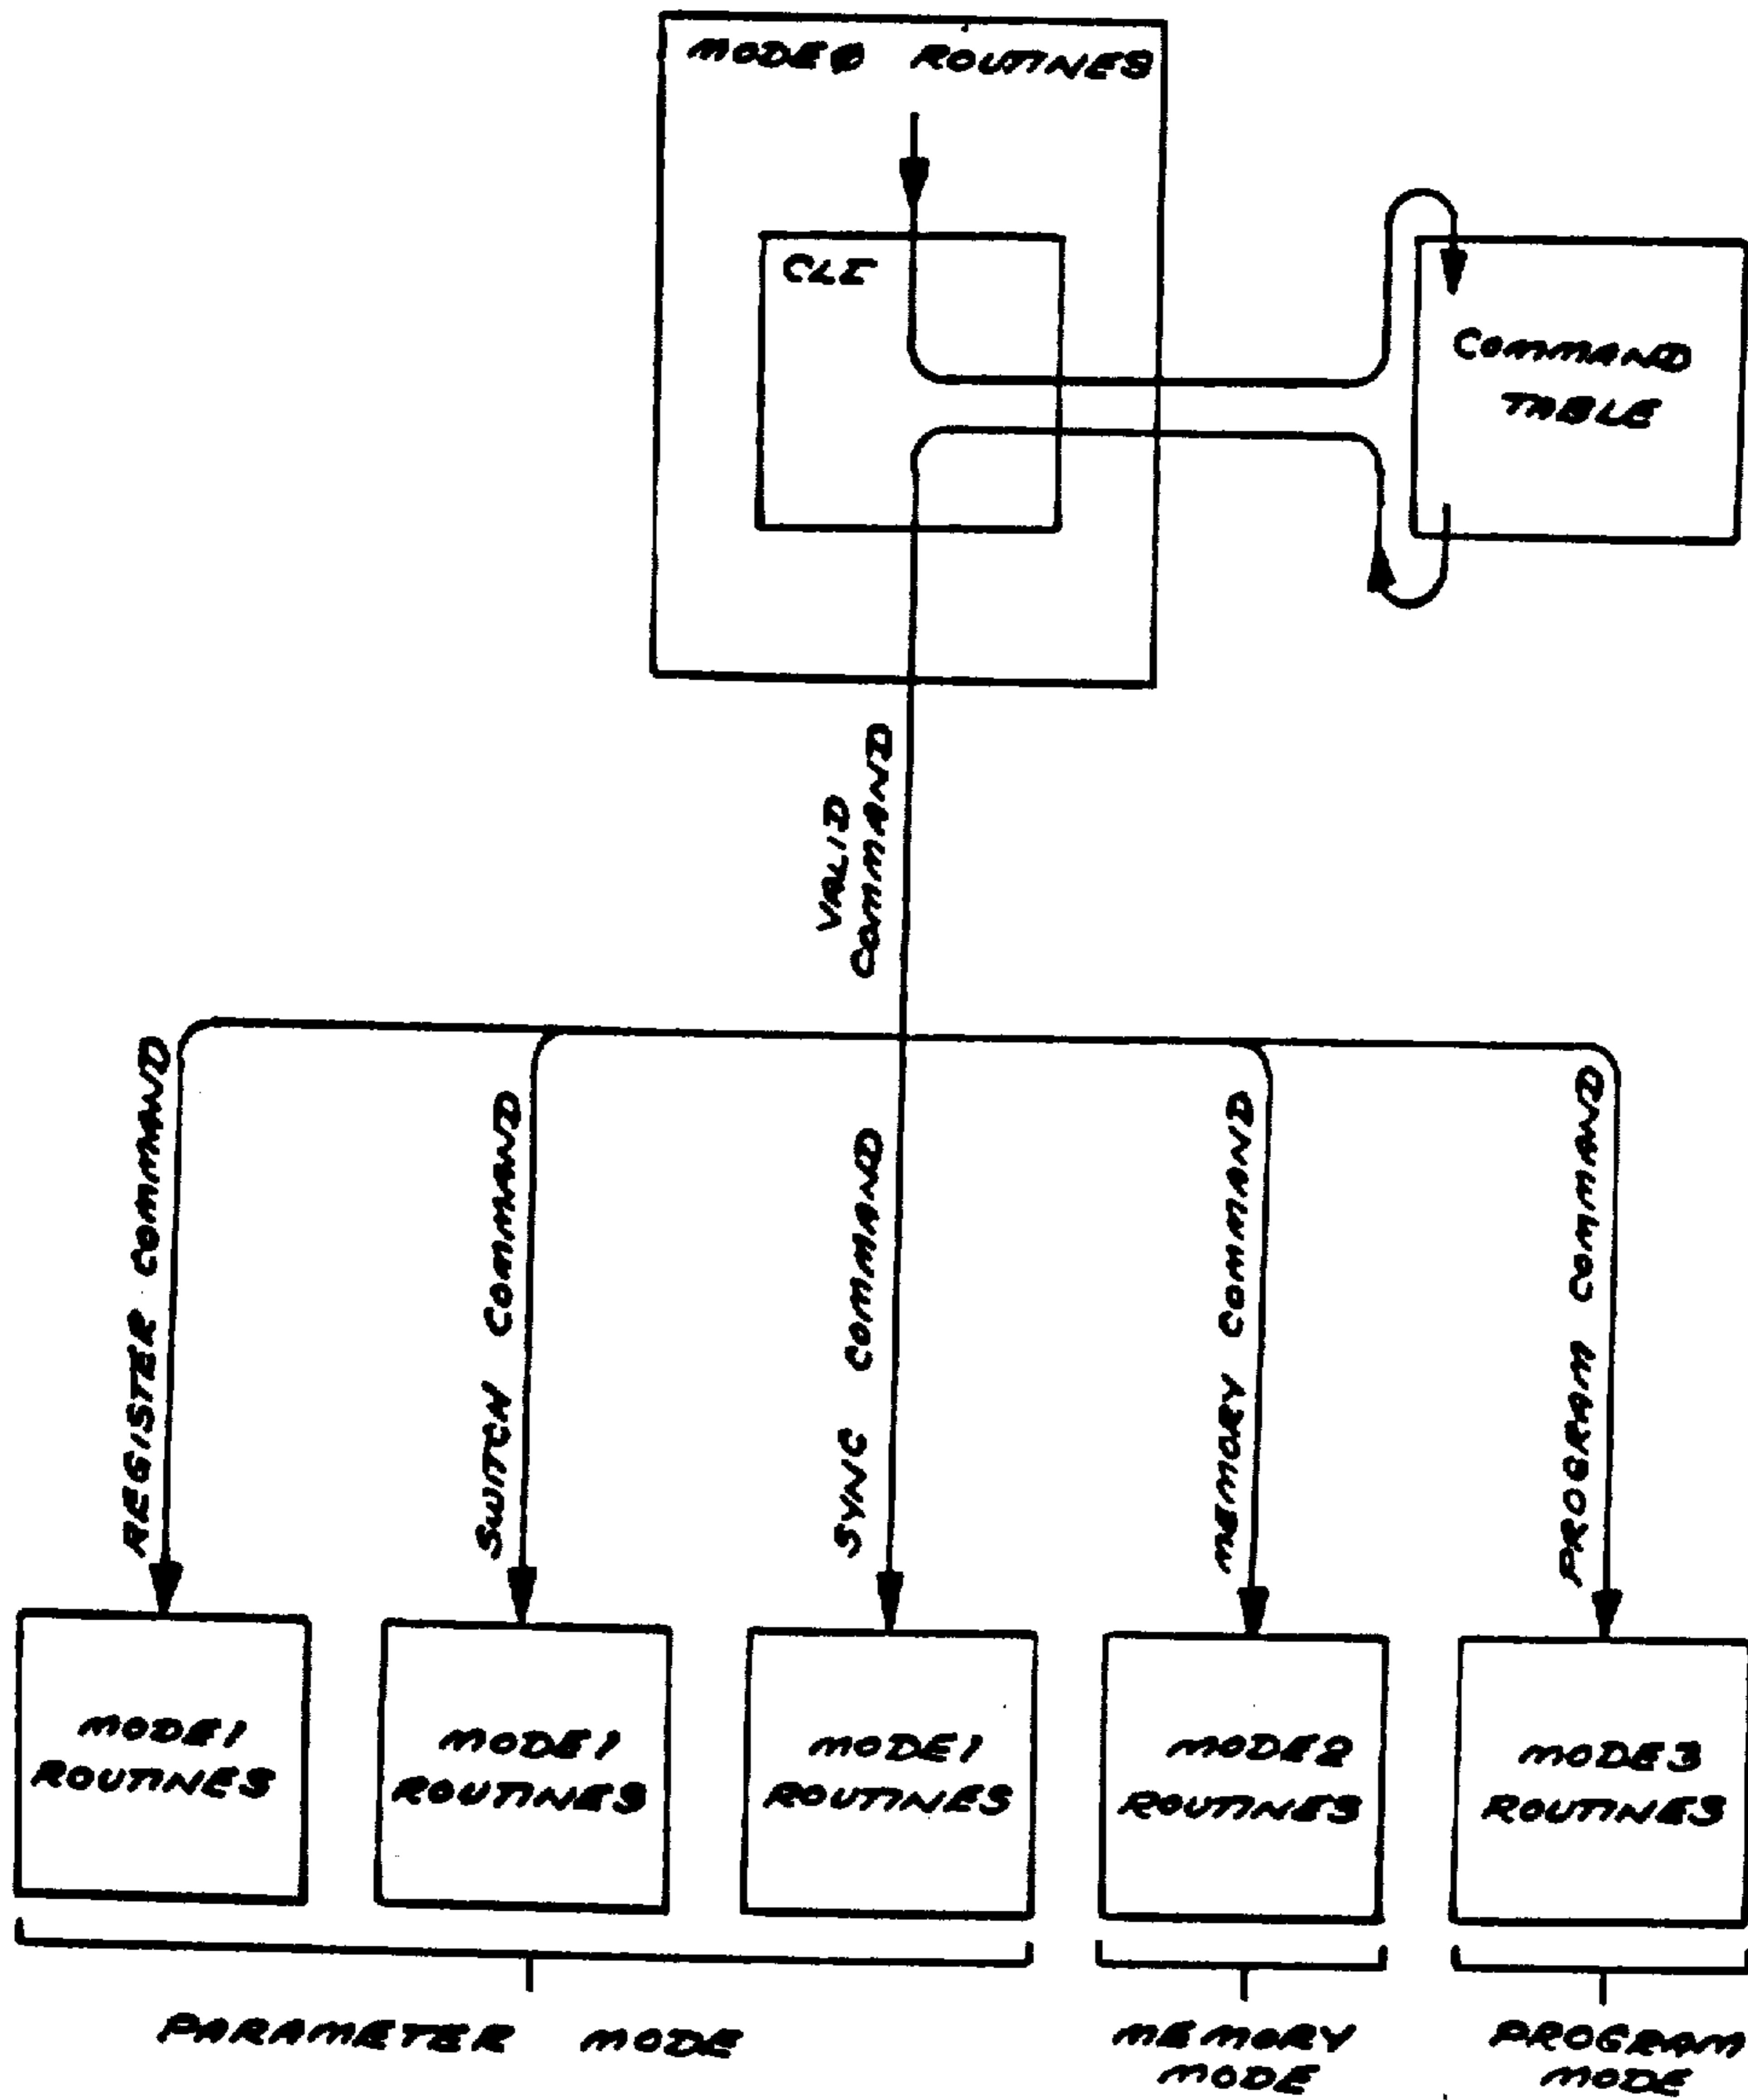 MODE0 ROUTINES
CLE
COMMAND
TABLE
VALID
COMMAND
REGISTER COMMAND
SWITCH COMMAND
SYNC COMMAND
MEMORY COMMAND
PROGRAM COMMAND
MODE1
ROUTINES
MODE1
ROUTINES
MODE1
ROUTINES
MODE2
ROUTINES
MODE3
ROUTINES
PARAMETER MODE
MEMORY
MODE
PROGRAM
MODE